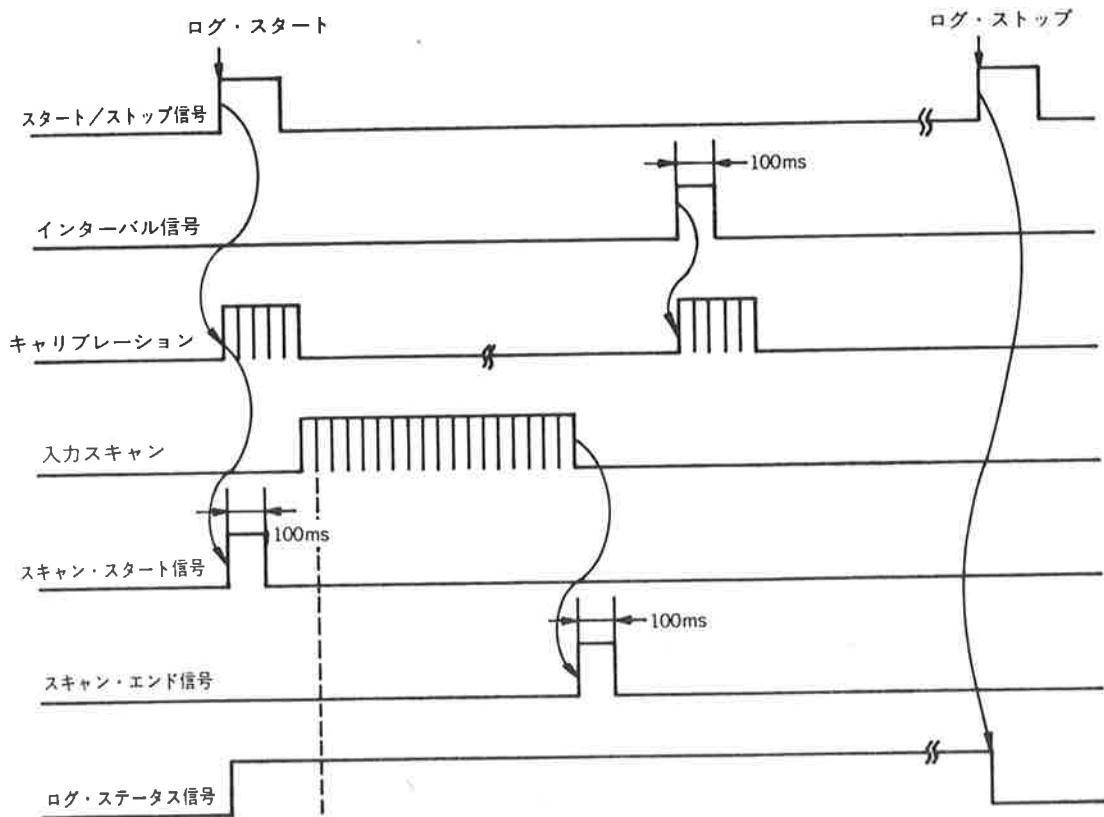 ログ・スタート
ログ・ストップ
スタート/ストップ信号
100ms
インターバル信号
キャリブレーション
入力スキャン
100ms
スキャン・スタート信号
100ms
スキャン・エンド信号
ログ・ステータス信号